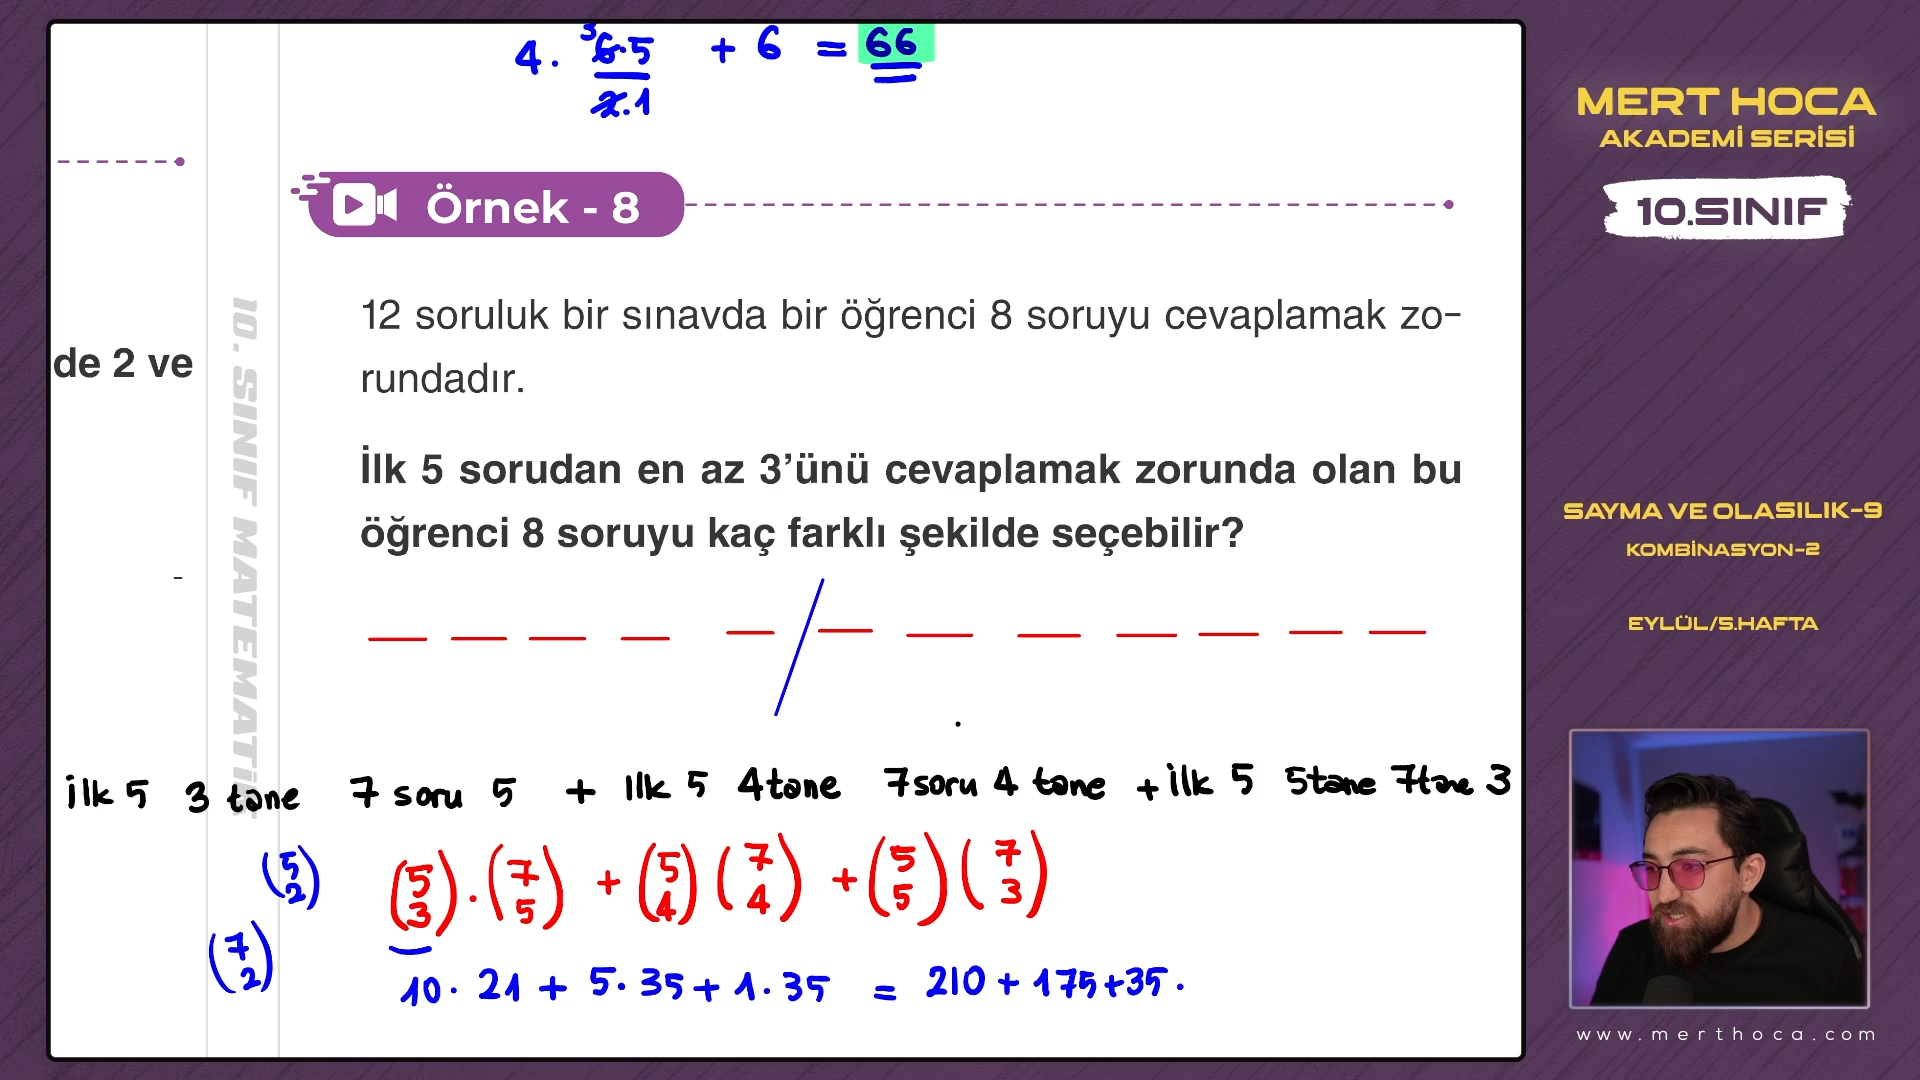 4. 3 6.5 + 6 = 66
2.1
Örnek - 8
12 soruluk bir sınavda bir öğrenci 8 soruyu cevaplamak zo-
rundadır.
de 2 ve
İlk 5 sorudan en az 3'ünü cevaplamak zorunda olan bu
öğrenci 8 soruyu kaç farklı şekilde seçebilir?
10. SINIF MATEMATİK
ilk 5 3 tane 7 soru 5 + ilk 5 4 tane 7 soru 4 tane + ilk 5 5 tane 7 tane 3
(5 2) (5 3) . (7 5) + (5 4) (7 4) + (5 5) (7 3)
(7 2)
10 . 21 + 5 . 35 + 1 . 35 = 210 + 175 + 35 .
MERT HOCA
AKADEMİ SERİSİ
10.SINIF
SAYMA VE OLASILIK-9
KOMBİNASYON-2
EYLÜL/5.HAFTA
www.merthoca.com